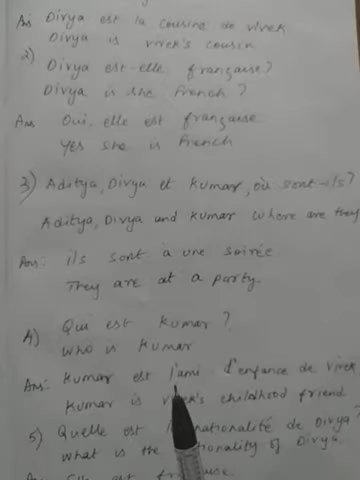 Ans Divya est la cousine de vivek
Divya is vivek's cousin
2) Divya est-elle française?
Divya is she French?
Ans Oui, elle est française
Yes she is French
3) Aditya, Divya et Kumar, où sont-ils?
Aditya, Divya and Kumar where are they
Ans: ils sont à une soirée
They are at a party.
4) Qui est Kumar?
Who is Kumar
Ans: Kumar est l'ami d'enfance de vivek
Kumar is vivek's childhood friend
5) Quelle est nationalité de Divya?
What is the nationality of Divya
Elle est